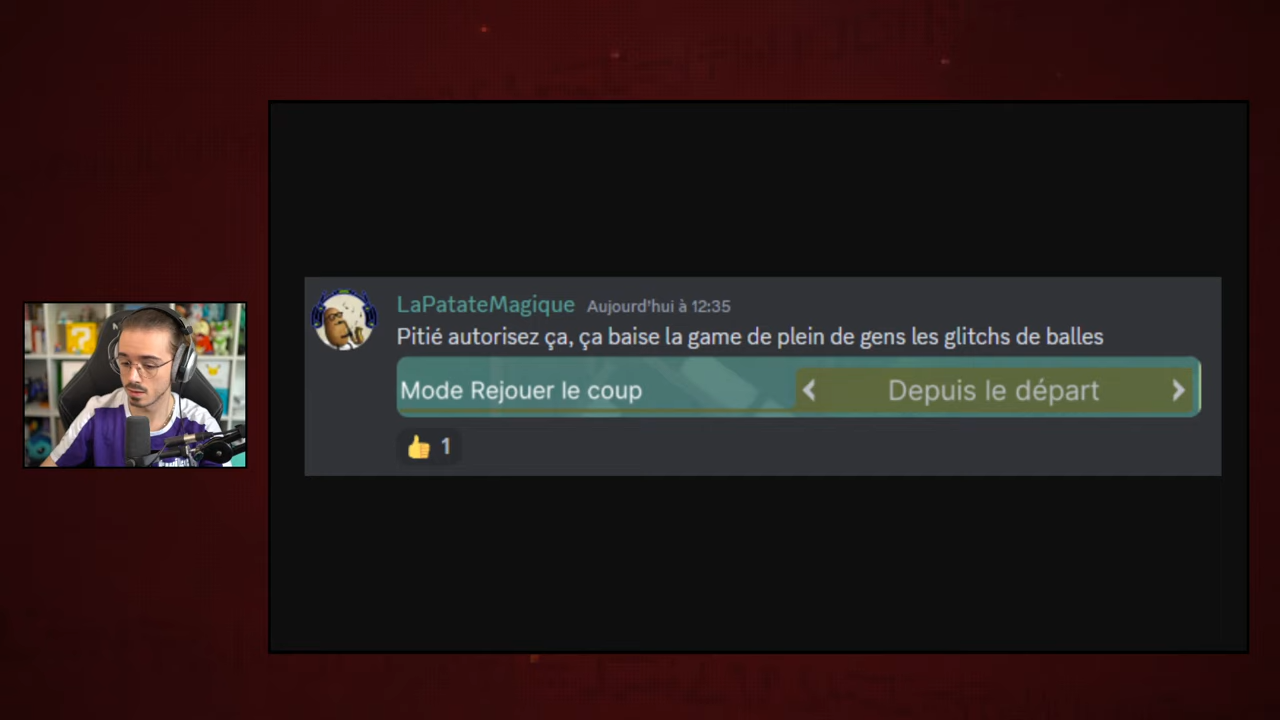 LaPatateMagique Aujourd'hui à 12:35
Pitié autorisez ça, ça baise la game de plein de gens les glitchs de balles
Mode Rejouer le coup Depuis le départ
👍 1